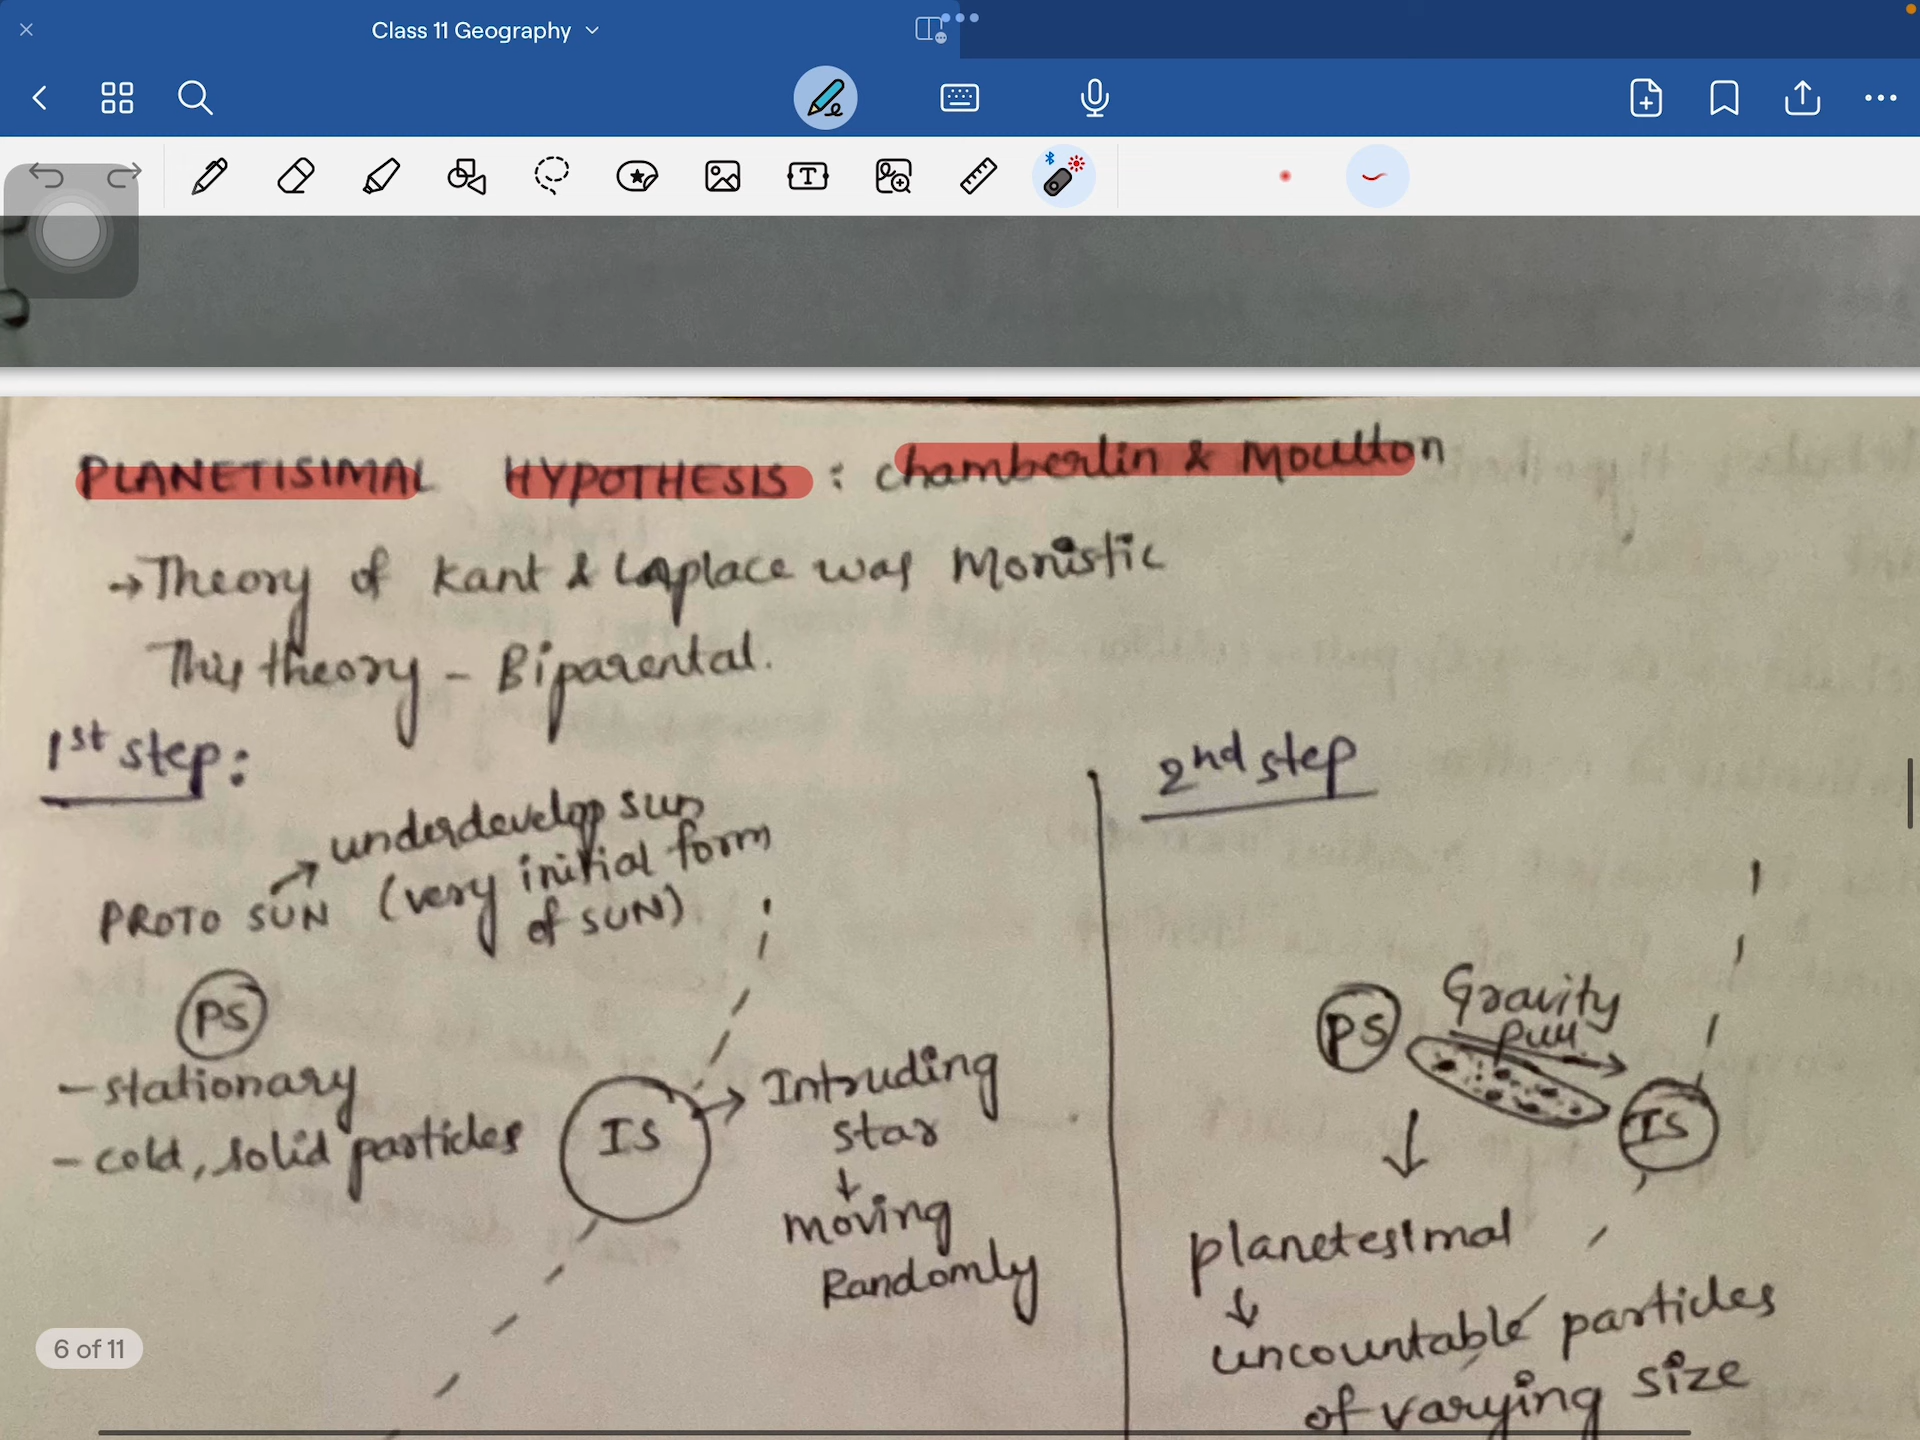 Class 11 Geography
PLANETISIMAL HYPOTHESIS : Chamberlin & Moulton
→ Theory of Kant & Laplace was Monistic
This theory - Biparental.
1st step:
underdevelop sun
PROTO SUN (very initial form
of SUN)
PS
- stationary
- cold, solid particles
IS
Intruding
star
moving
Randomly
2nd step
Gravity
pull
PS
IS
planetesimal
uncountable particles
of varying size
6 of 11